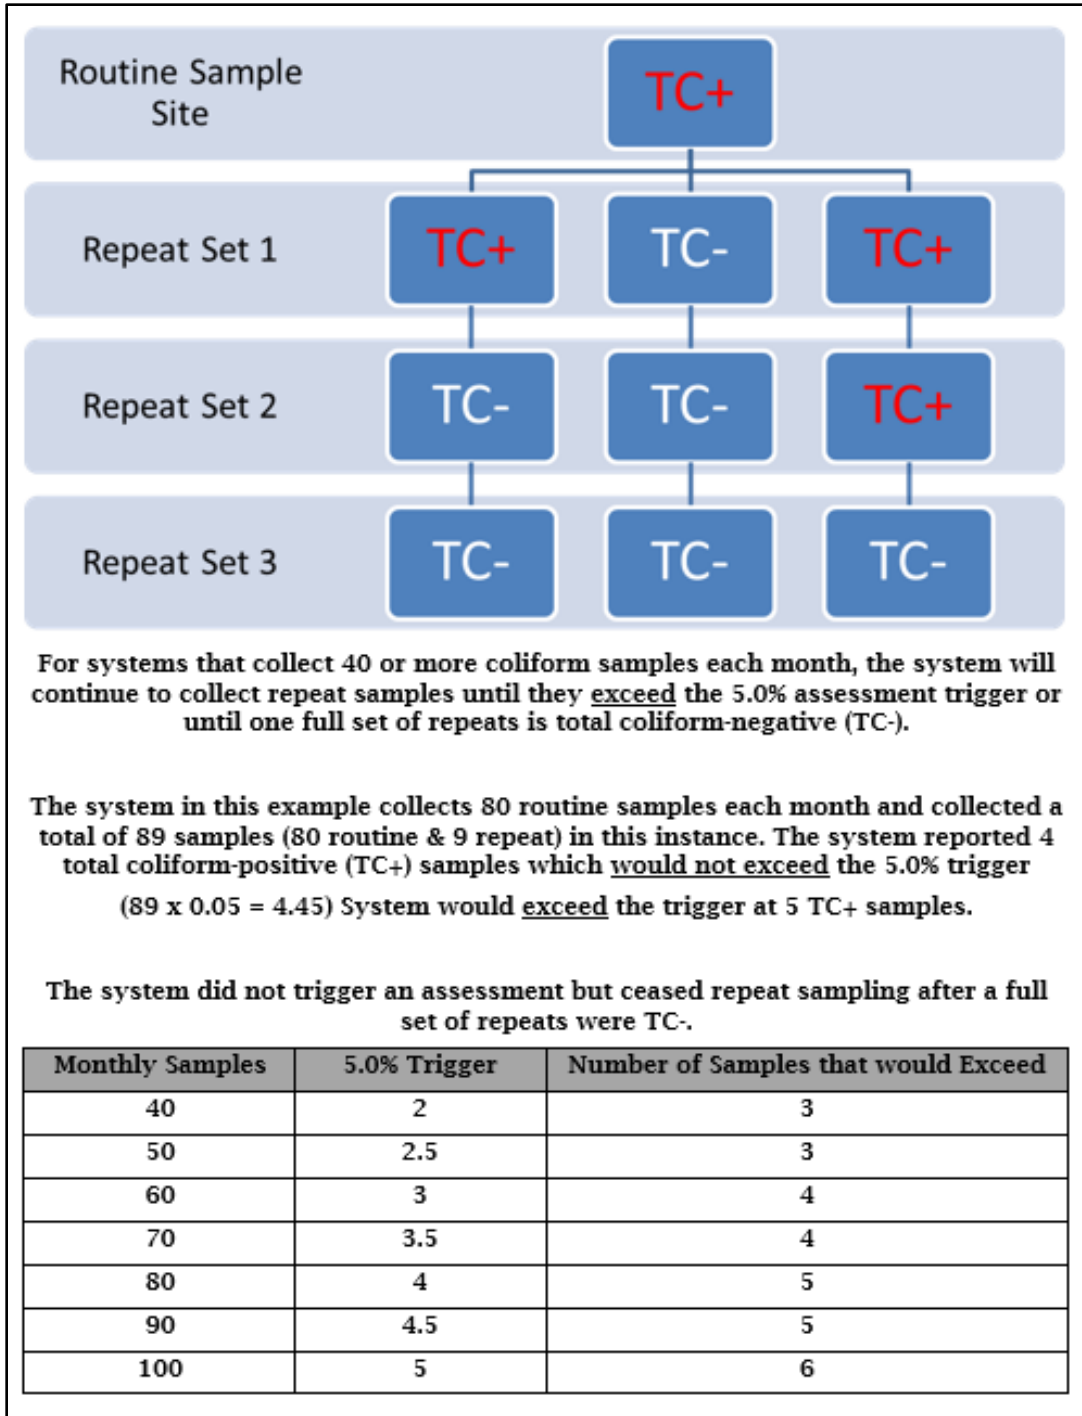 Routine Sample
Site
TC+
Repeat Set 1
TC+
TC-
TC+
Repeat Set 2
TC-
TC-
TC+
Repeat Set 3
TC-
TC-
TC-
For systems that collect 40 or more coliform samples each month, the system will
continue to collect repeat samples until they exceed the 5.0% assessment trigger or
until one full set of repeats is total coliform-negative (TC-).
The system in this example collects 80 routine samples each month and collected a
total of 89 samples (80 routine & 9 repeat) in this instance. The system reported 4
total coliform-positive (TC+) samples which would not exceed the 5.0% trigger
(89 x 0.05 = 4.45) System would exceed the trigger at 5 TC+ samples.
The system did not trigger an assessment but ceased repeat sampling after a full
set of repeats were TC-.
Monthly Samples 5.0% Trigger Number of Samples that would Exceed
40 2 3
50 2.5 3
60 3 4
70 3.5 4
80 4 5
90 4.5 5
100 5 6